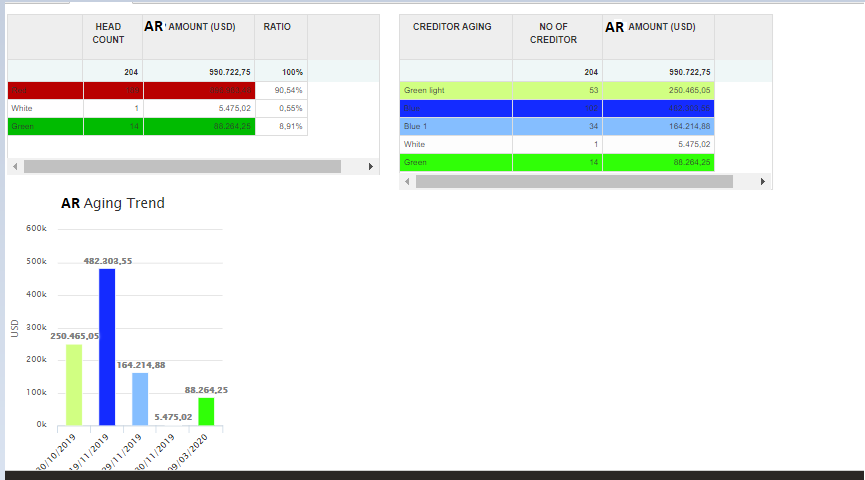 HEAD COUNT AR AMOUNT (USD) RATIO
204 990.722,75 100%
90,54%
White 1 5.475,02 0,55%
Green 14 88.264,25 8,91%
CREDITOR AGING NO OF CREDITOR AR AMOUNT (USD)
204 990.722,75
Green light 53 250.465,05
Blue 1 34 164.214,88
White 1 5.475,02
Green 14 88.264,25
AR Aging Trend
600k
500k
400k
300k
200k
100k
0k
USD
250.465,05
482.303,55
164.214,88
5.475,02
88.264,25
30/10/2019
19/11/2019
29/11/2019
30/11/2019
09/03/2020